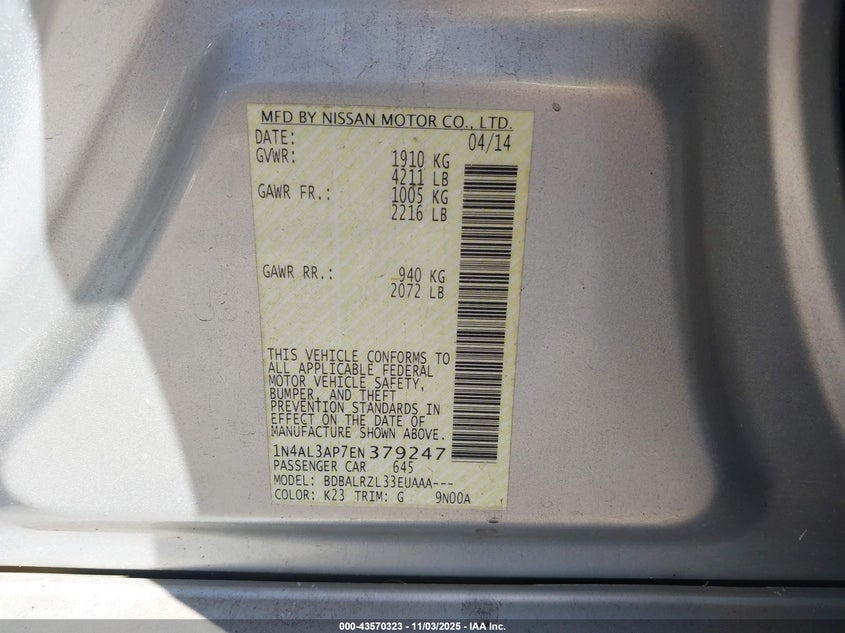 MFD BY NISSAN MOTOR CO., LTD.
DATE: 04/14
GVWR: 1910 KG
4211 LB
GAWR FR.: 1005 KG
2216 LB
GAWR RR.: 940 KG
2072 LB
THIS VEHICLE CONFORMS TO
ALL APPLICABLE FEDERAL
MOTOR VEHICLE SAFETY,
BUMPER, AND THEFT
PREVENTION STANDARDS IN
EFFECT ON THE DATE OF
MANUFACTURE SHOWN ABOVE.
1N4AL3AP7EN379247
PASSENGER CAR 645
MODEL: BDBALRZL33EUAAA---
COLOR: K23 TRIM: G 9N00A
000-43570323 - 11/03/2025 - IAA Inc.